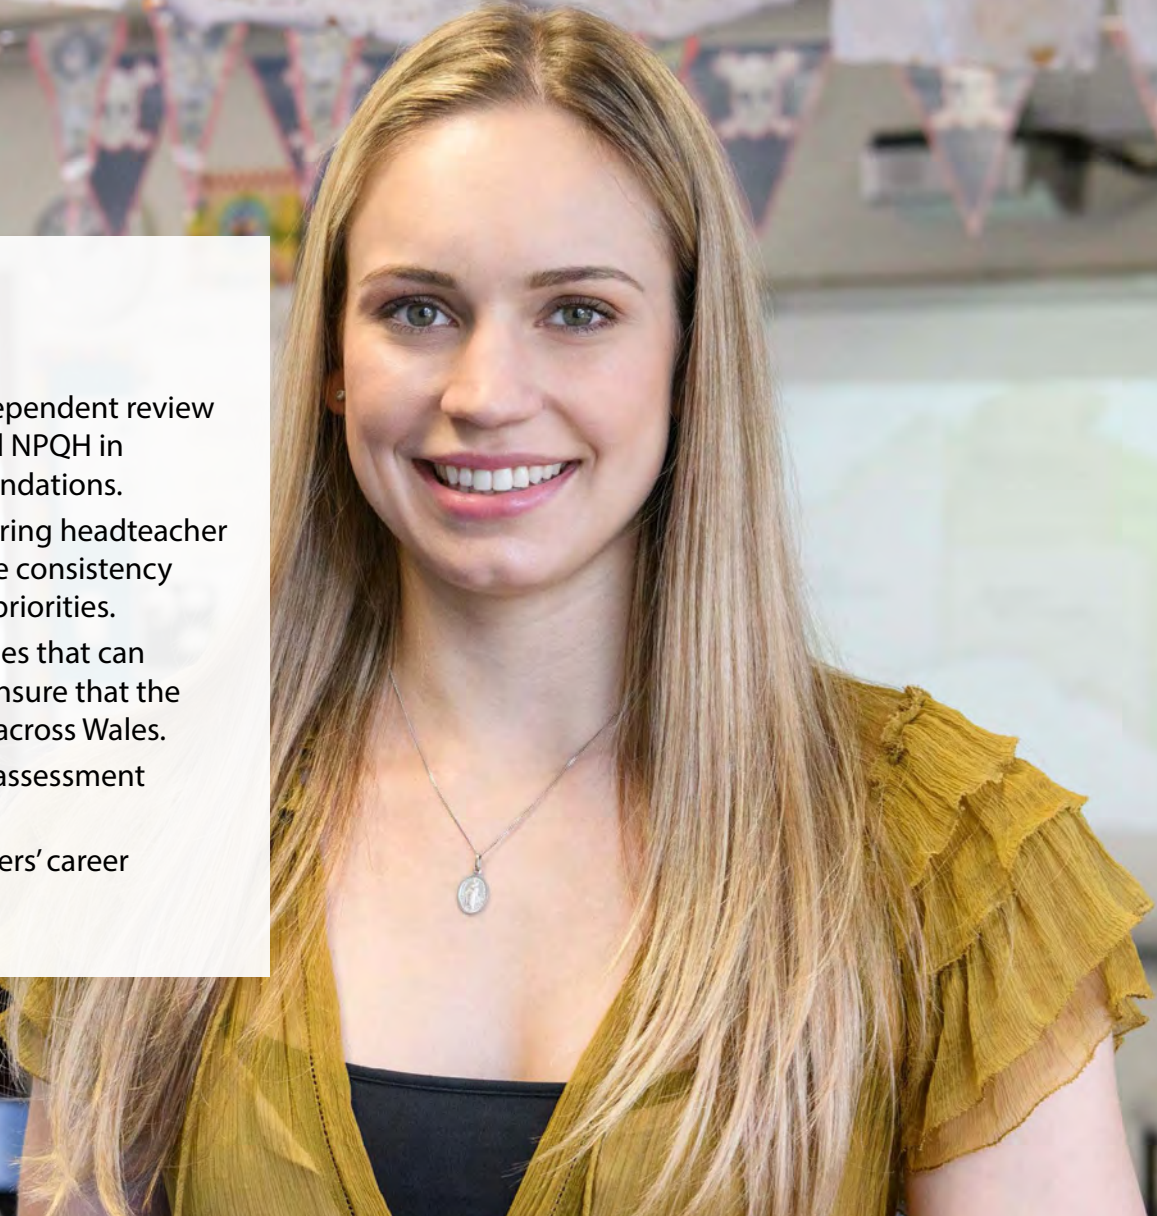 ependent review
NPQH in
ndations.
ring headteacher
e consistency
priorities.
es that can
nsure that the
across Wales.
assessment
ers’ career